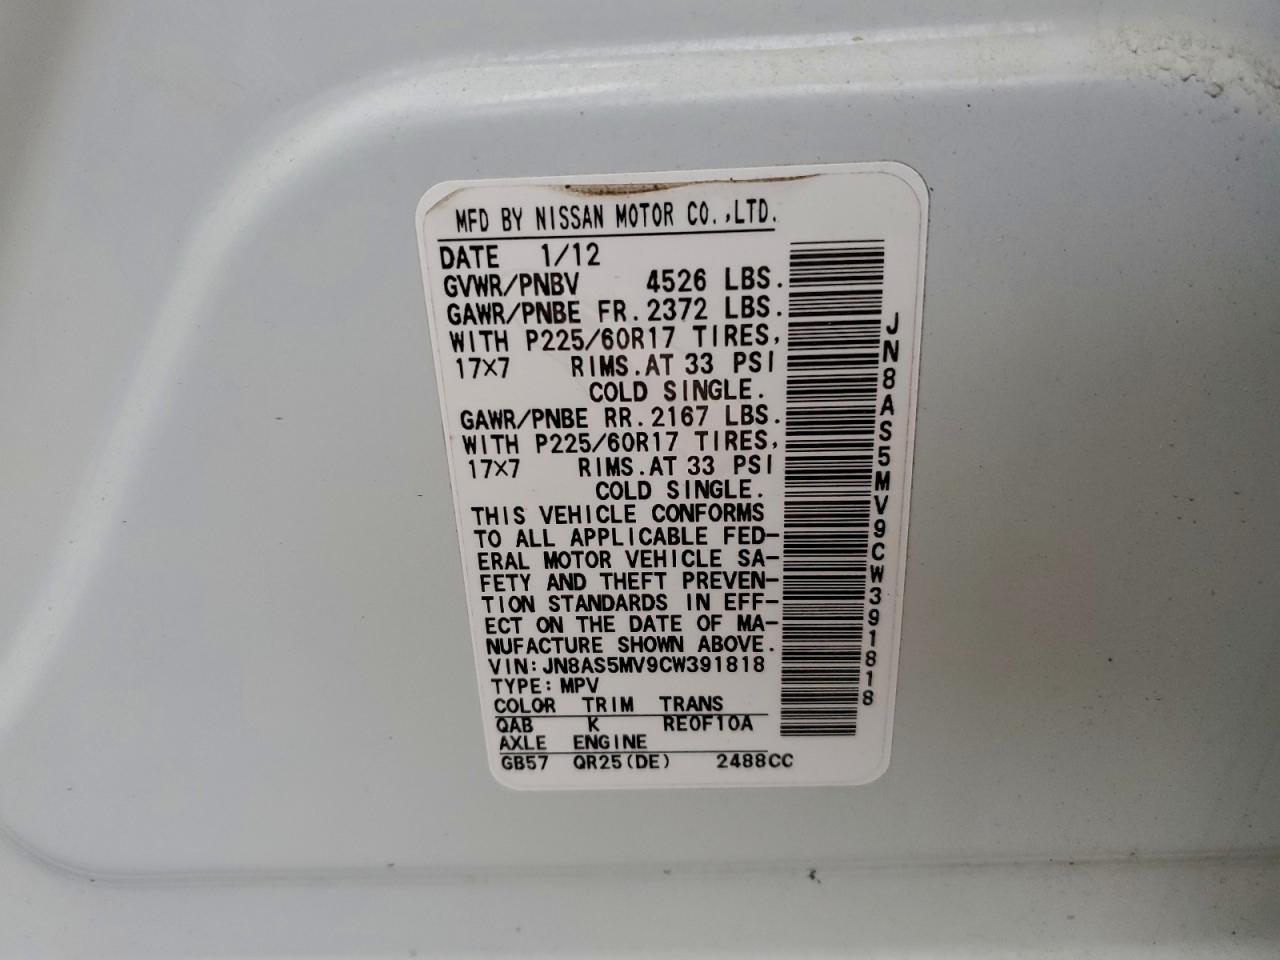 MFD BY NISSAN MOTOR CO.,LTD.
DATE 1/12
GVWR/PNBV 4526 LBS.
GAWR/PNBE FR.2372 LBS.
WITH P225/60R17 TIRES,
17×7 RIMS.AT 33 PSI
COLD SINGLE.
GAWR/PNBE RR.2167 LBS.
WITH P225/60R17 TIRES,
17×7 RIMS.AT 33 PSI
COLD SINGLE.
THIS VEHICLE CONFORMS
TO ALL APPLICABLE FED-
ERAL MOTOR VEHICLE SA-
FETY AND THEFT PREVEN-
TION STANDARDS IN EFF-
ECT ON THE DATE OF MA-
NUFACTURE SHOWN ABOVE.
VIN:JN8AS5MV9CW391818
TYPE:MPV
COLOR TRIM TRANS
QAB K RE0F10A
AXLE ENGINE
GB57 QR25(DE) 2488CC
JN8AS5MV9CW391818